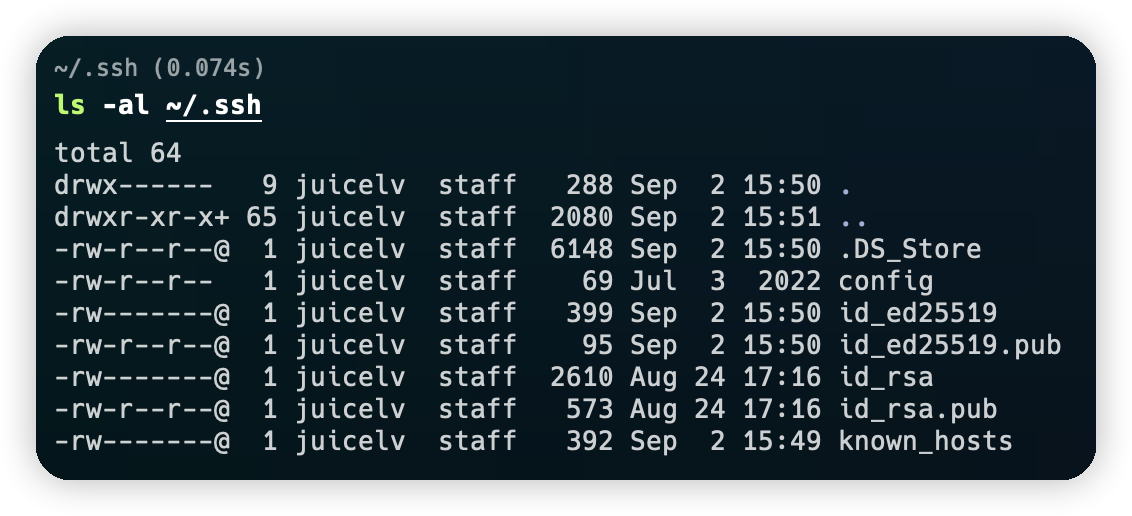 ~/.ssh (0.074s)
ls -al ~/.ssh
total 64
drwx------   9 juicelv  staff   288 Sep  2 15:50 .
drwxr-xr-x+ 65 juicelv  staff  2080 Sep  2 15:51 ..
-rw-r--r--@  1 juicelv  staff  6148 Sep  2 15:50 .DS_Store
-rw-r--r--   1 juicelv  staff    69 Jul  3  2022 config
-rw-------@  1 juicelv  staff   399 Sep  2 15:50 id_ed25519
-rw-r--r--@  1 juicelv  staff    95 Sep  2 15:50 id_ed25519.pub
-rw-------@  1 juicelv  staff  2610 Aug 24 17:16 id_rsa
-rw-r--r--@  1 juicelv  staff   573 Aug 24 17:16 id_rsa.pub
-rw-------@  1 juicelv  staff   392 Sep  2 15:49 known_hosts